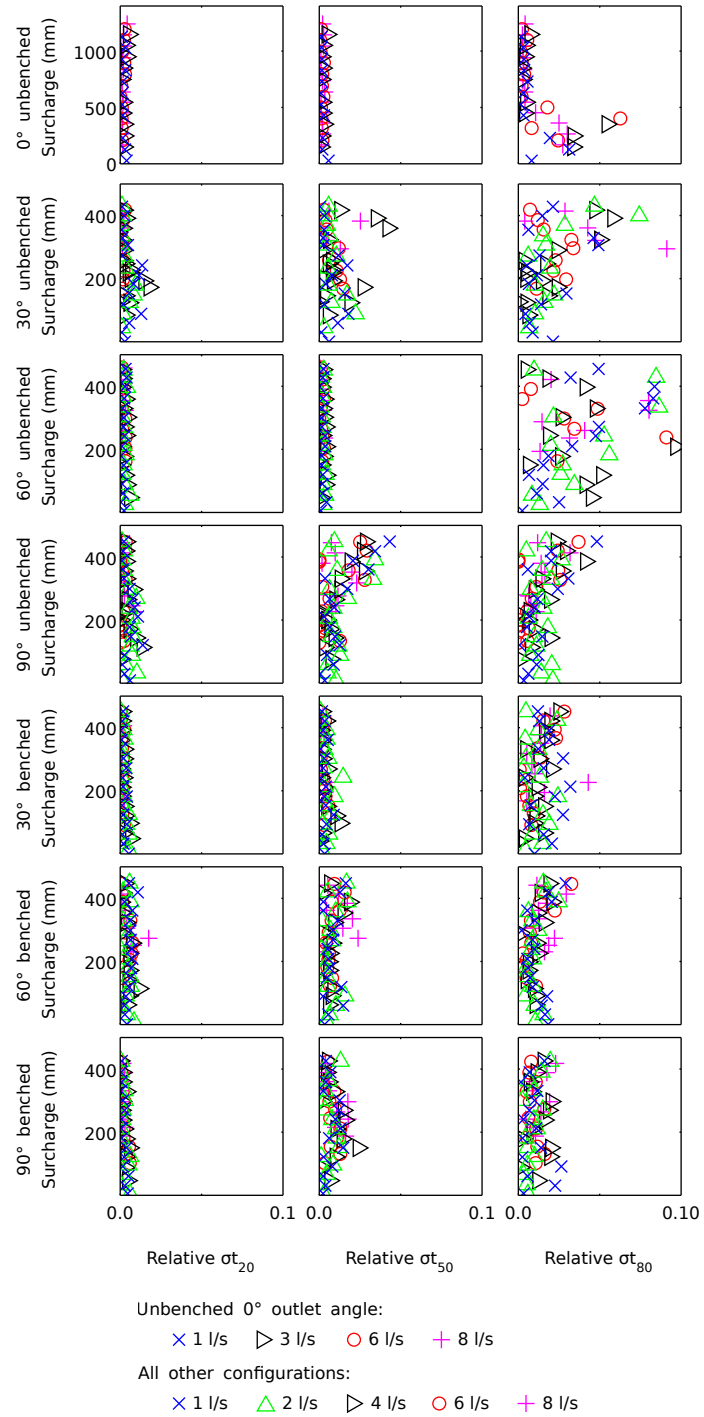 0° unbenched
Surcharge (mm)
1000
500
0
30° unbenched
Surcharge (mm)
400
200
60° unbenched
Surcharge (mm)
400
200
90° unbenched
Surcharge (mm)
400
200
30° benched
Surcharge (mm)
400
200
60° benched
Surcharge (mm)
400
200
90° benched
Surcharge (mm)
400
200
0.0 0.1 0.1 0.0 0.10
Relative σt20 Relative σt50 Relative σt80
Unbenched 0° outlet angle:
1 l/s 3 l/s 6 l/s 8 l/s
All other configurations:
1 l/s 2 l/s 4 l/s 6 l/s 8 l/s